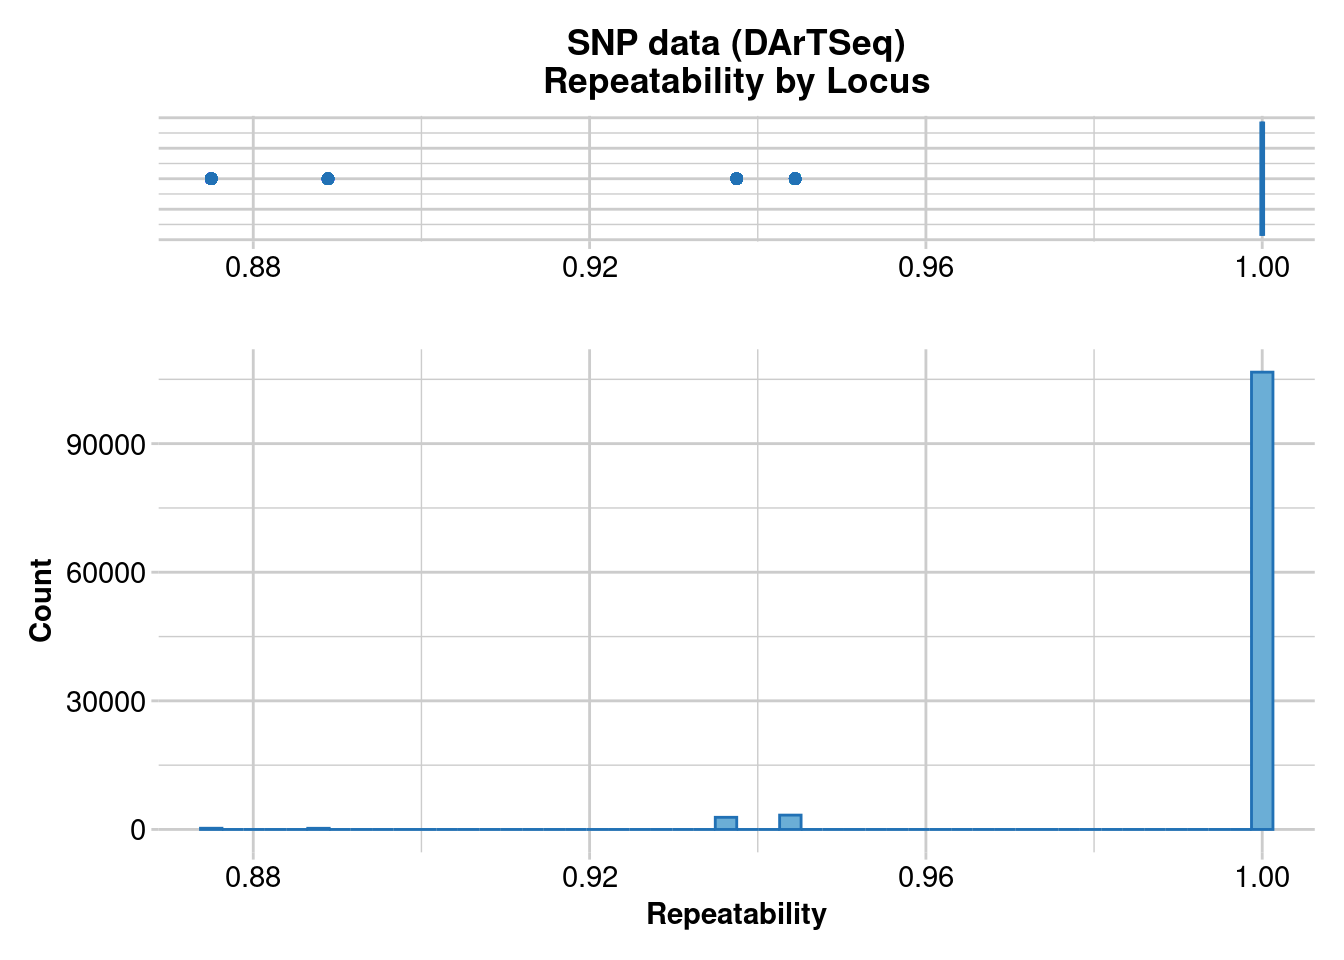 SNP data (DArTSeq)
Repeatability by Locus
0.88 0.92 0.96 1.00
Count
90000
60000
30000
0
0.88 0.92 0.96 1.00
Repeatability